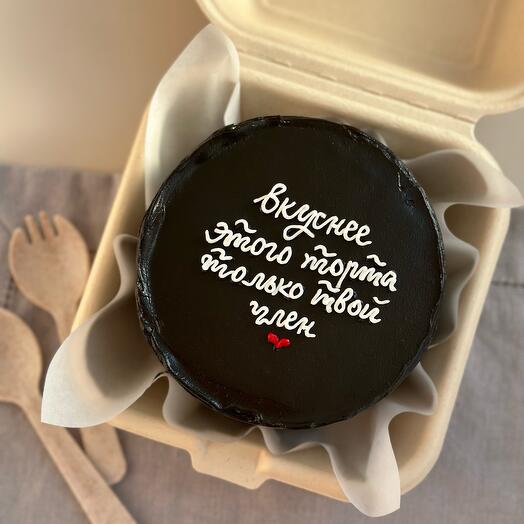 вкуснее
этого торта
только твой
член